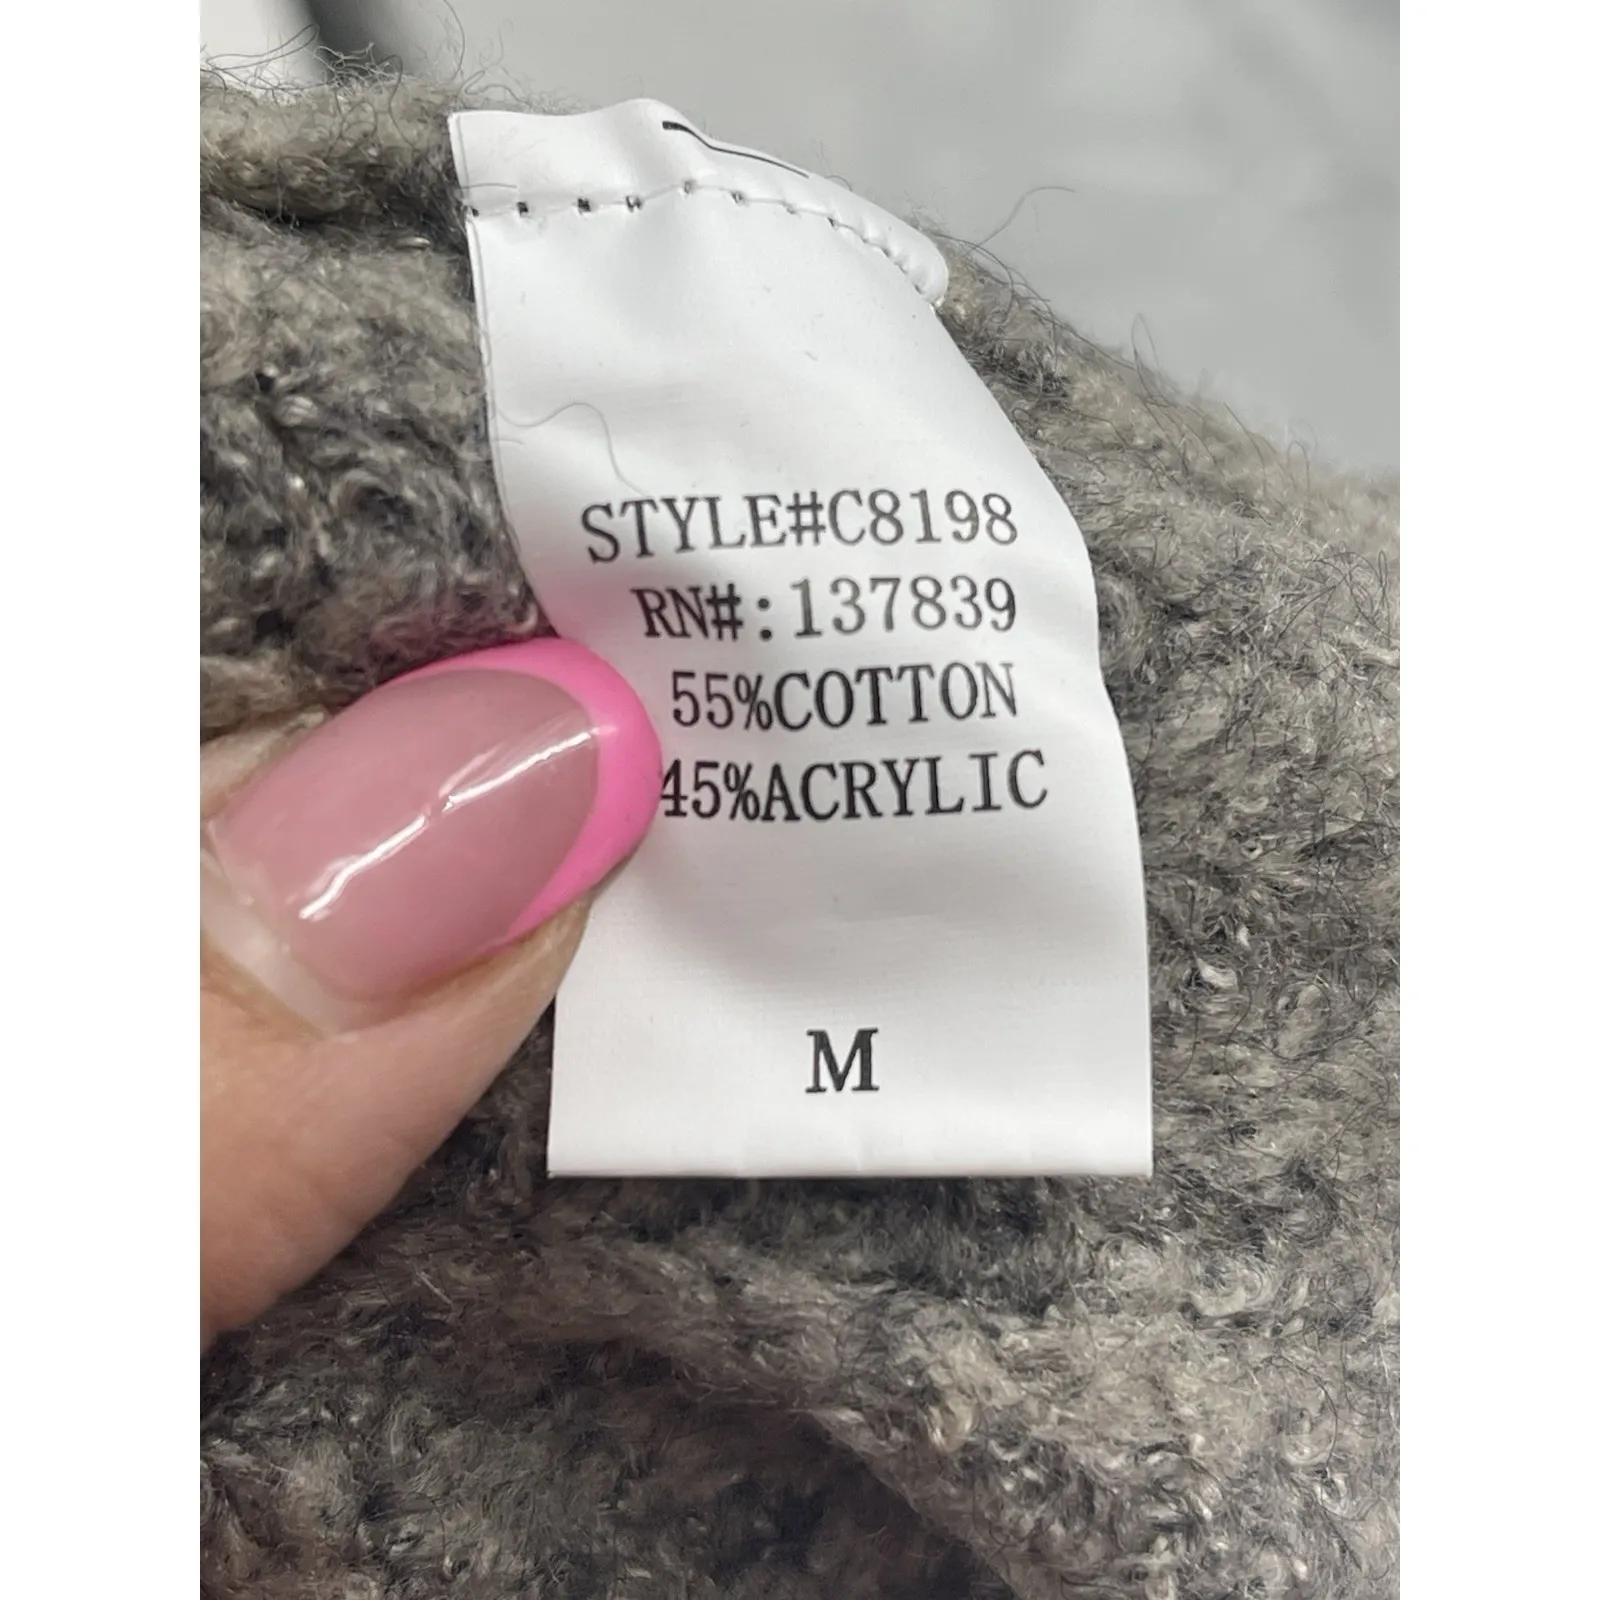 STYLE#C8198
RN#:137839
55%COTTON
45%ACRYLIC
M